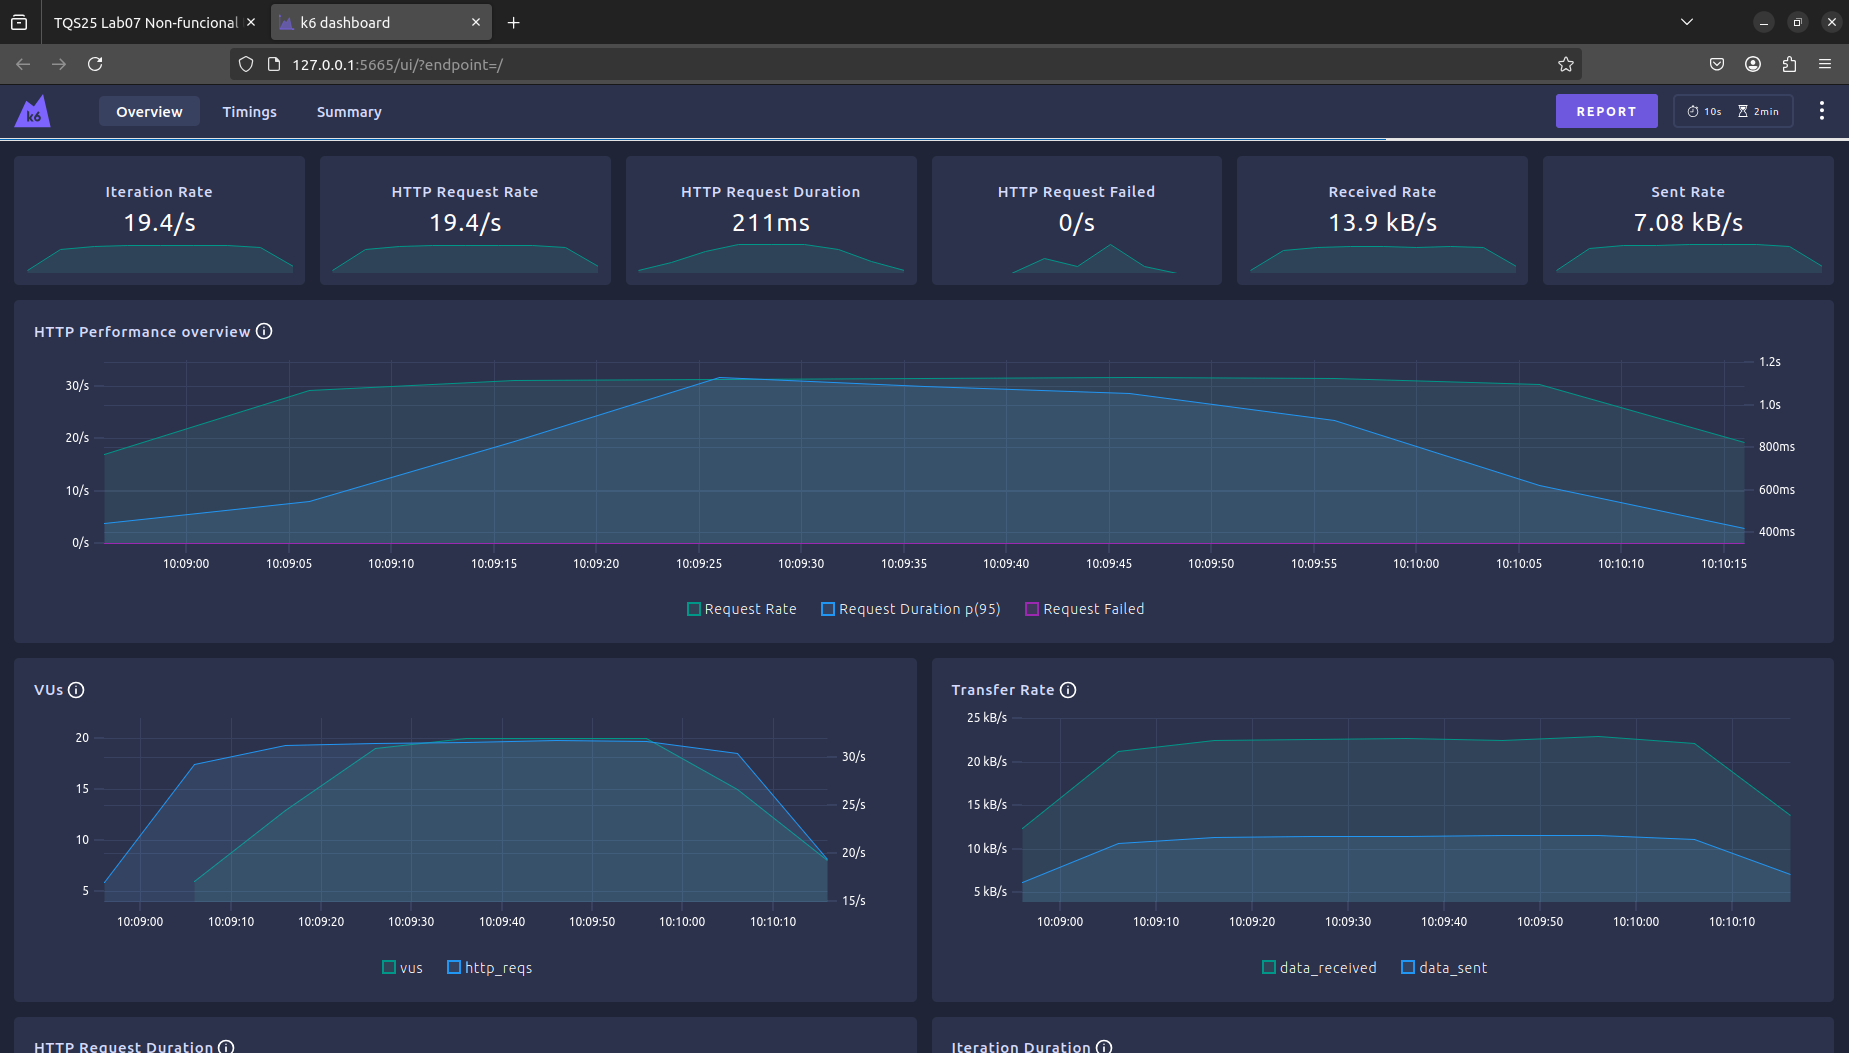 TQS25 Lab07 Non-funcional
k6 dashboard
127.0.0.1:5665/ui/?endpoint=/
k6
Overview
Timings
Summary
REPORT
10s
2min
Iteration Rate
19.4/s
HTTP Request Rate
19.4/s
HTTP Request Duration
211ms
HTTP Request Failed
0/s
Received Rate
13.9 kB/s
Sent Rate
7.08 kB/s
HTTP Performance overview
30/s
20/s
10/s
0/s
1.2s
1.0s
800ms
600ms
400ms
10:09:00 10:09:05 10:09:10 10:09:15 10:09:20 10:09:25 10:09:30 10:09:35 10:09:40 10:09:45 10:09:50 10:09:55 10:10:00 10:10:05 10:10:10 10:10:15
Request Rate Request Duration p(95) Request Failed
VUs
20
15
10
5
30/s
25/s
20/s
15/s
10:09:00 10:09:10 10:09:20 10:09:30 10:09:40 10:09:50 10:10:00 10:10:10
vus http_reqs
Transfer Rate
25 kB/s
20 kB/s
15 kB/s
10 kB/s
5 kB/s
10:09:00 10:09:10 10:09:20 10:09:30 10:09:40 10:09:50 10:10:00 10:10:10
data_received data_sent
HTTP Request Duration
Iteration Duration